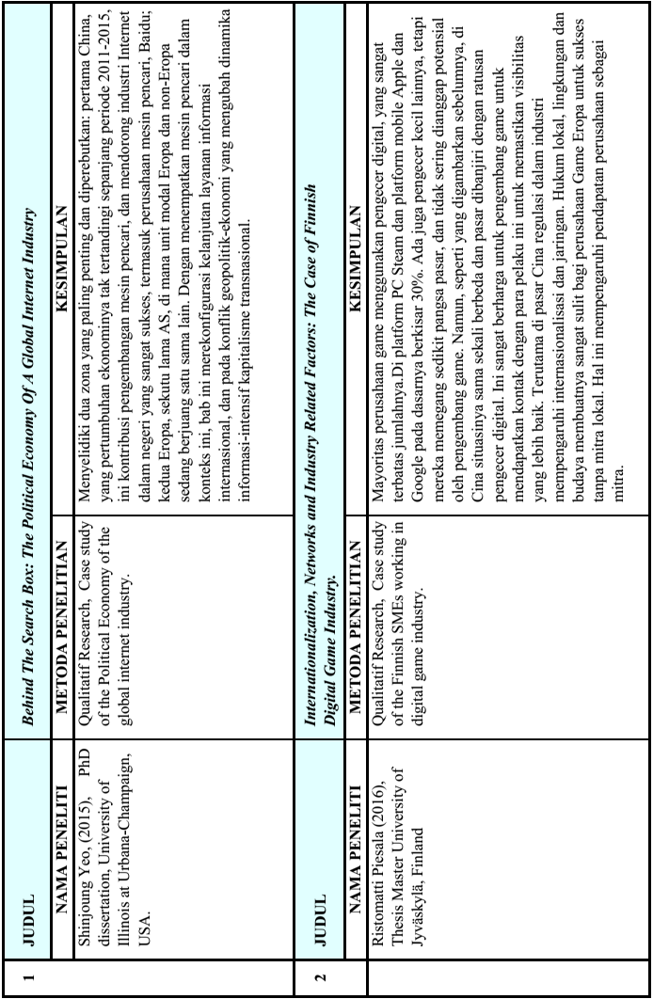 1 JUDUL Behind The Search Box: The Political Economy Of A Global Internet Industry
NAMA PENELITI METODA PENELITIAN KESIMPULAN
Shinjoung Yeo, (2015), PhD
dissertation, University of
Illinois at Urbana-Champaign,
USA.
Qualitatif Research, Case study
of the Political Economy of the
global internet industry.
Menyelidiki dua zona yang paling penting dan diperebutkan: pertama China,
yang pertumbuhan ekonominya tak tertandingi sepanjang periode 2011-2015,
ini kontribusi pengembangan mesin pencari, dan mendorong industri Internet
dalam negeri yang sangat sukses, termasuk perusahaan mesin pencari, Baidu;
kedua Eropa, sekutu lama AS, di mana unit modal Eropa dan non-Eropa
sedang berjuang satu sama lain. Dengan menempatkan mesin pencari dalam
konteks ini, bab ini merekonfigurasi kelanjutan layanan informasi
internasional, dan pada konflik geopolitik-ekonomi yang mengubah dinamika
informasi-intensif kapitalisme transnasional.
2 JUDUL Internationalization, Networks and Industry Related Factors: The Case of Finnish
Digital Game Industry.
NAMA PENELITI METODA PENELITIAN KESIMPULAN
Ristomatti Piesala (2016),
Thesis Master University of
Jyväskylä, Finland
Qualitatif Research, Case study
of the Finnish SMEs working in
digital game industry.
Mayoritas perusahaan game menggunakan pengecer digital, yang sangat
terbatas jumlahnya.Di platform PC Steam dan platform mobile Apple dan
Google pada dasarnya berkisar 30%. Ada juga pengecer kecil lainnya, tetapi
mereka memegang sedikit pangsa pasar, dan tidak sering dianggap potensial
oleh pengembang game. Namun, seperti yang digambarkan sebelumnya, di
Cina situasinya sama sekali berbeda dan pasar dibanjiri dengan ratusan
pengecer digital. Ini sangat berharga untuk pengembang game untuk
mendapatkan kontak dengan para pelaku ini untuk memastikan visibilitas
yang lebih baik. Terutama di pasar Cina regulasi dalam industri
mempengaruhi internasionalisasi dan jaringan. Hukum lokal, lingkungan dan
budaya membuatnya sangat sulit bagi perusahaan Game Eropa untuk sukses
tanpa mitra lokal. Hal ini mempengaruhi pendapatan perusahaan sebagai
mitra.